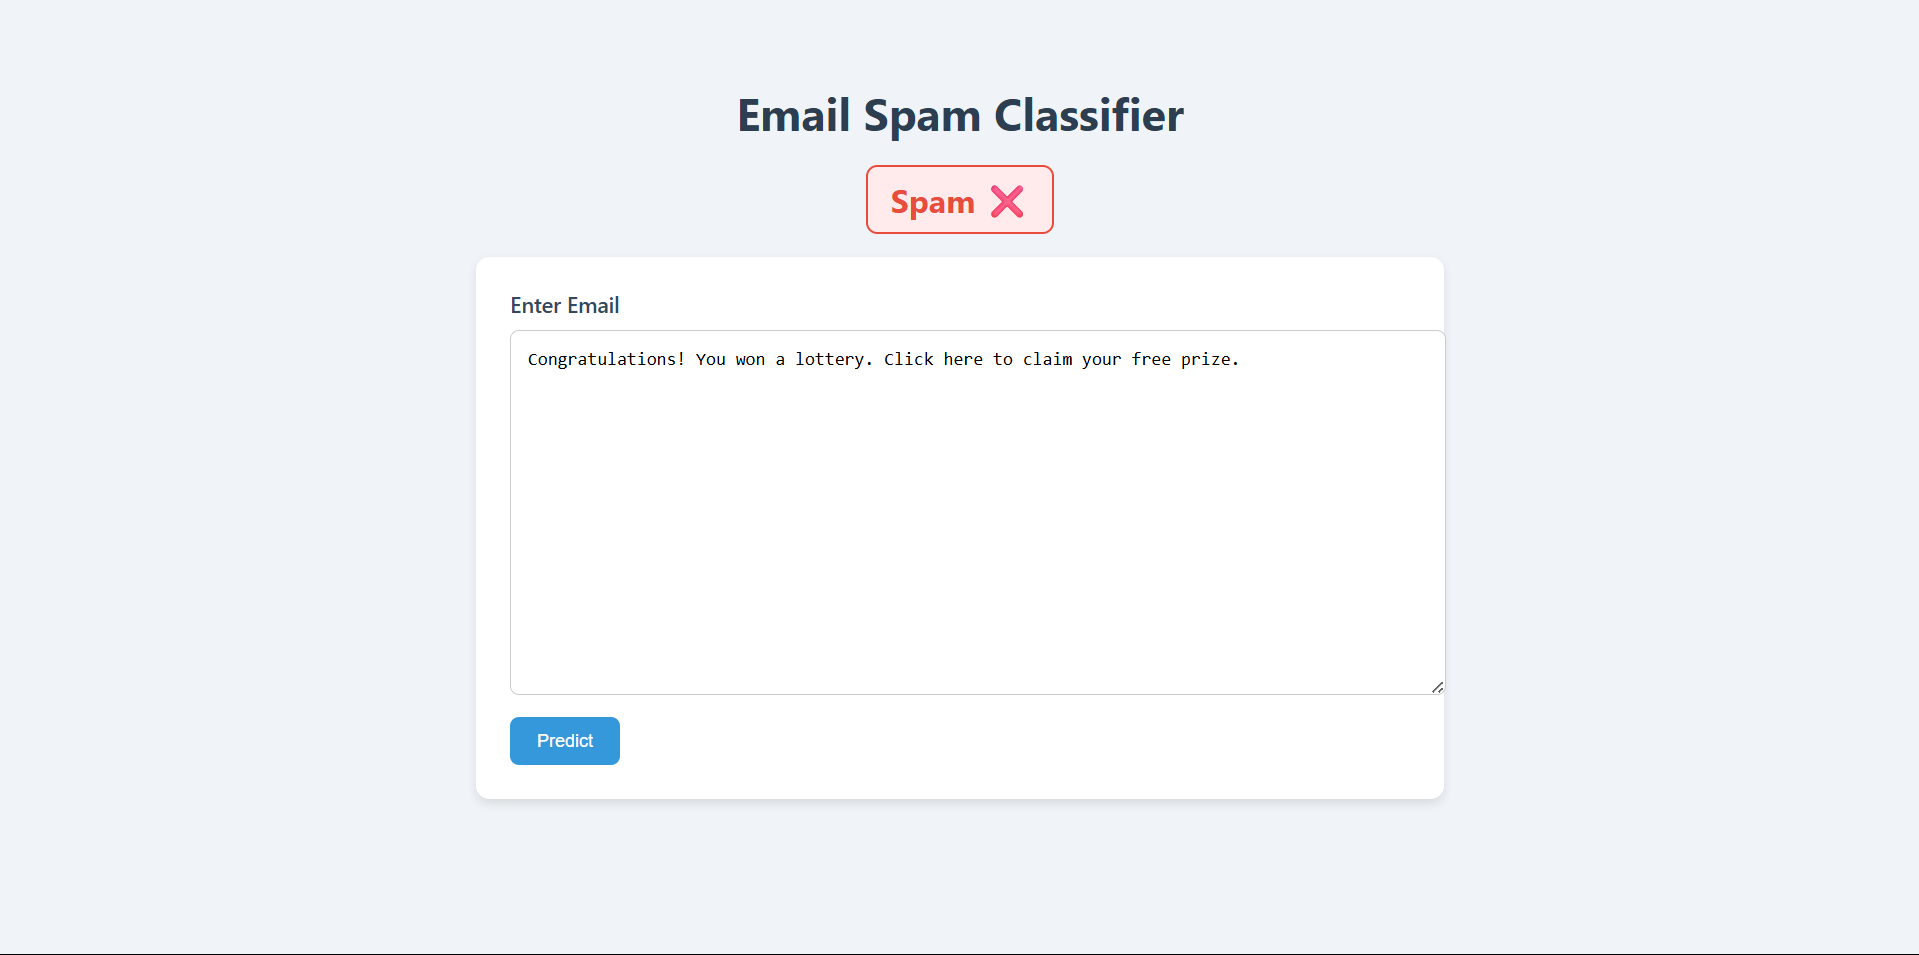 Email Spam Classifier
Spam ❌
Enter Email
Congratulations! You won a lottery. Click here to claim your free prize.
Predict